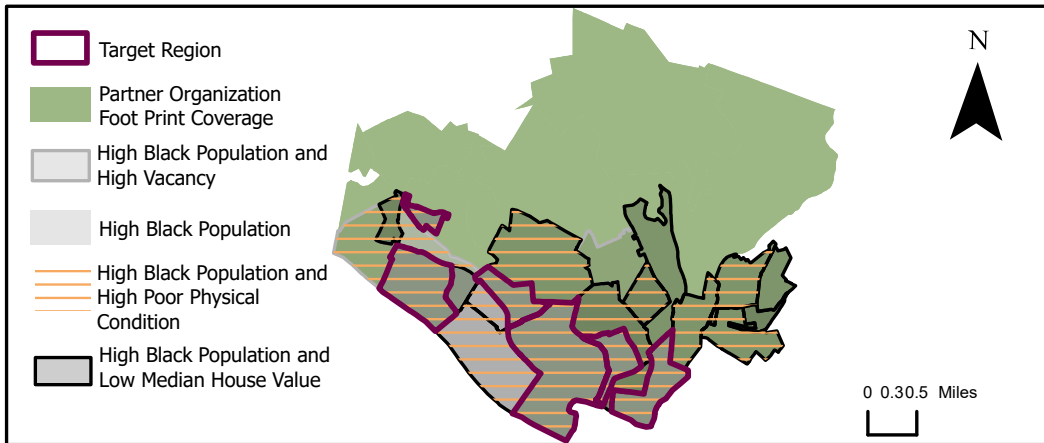 Target Region
Partner Organization
Foot Print Coverage
High Black Population and
High Vacancy
High Black Population
High Black Population and
High Poor Physical
Condition
High Black Population and
Low Median House Value
N
0 0.30.5 Miles